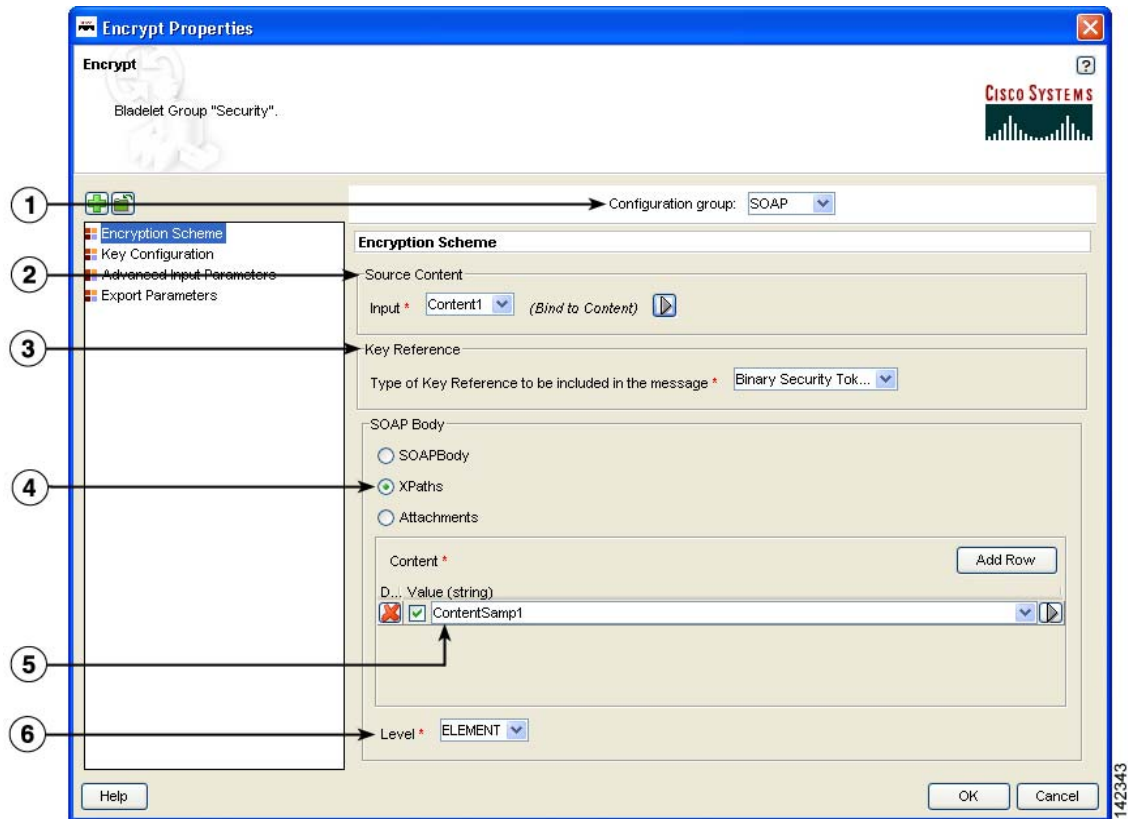 Encrypt Properties
Encrypt
?
Bladelet Group "Security".
CISCO SYSTEMS
1
Configuration group: SOAP
Encryption Scheme
Key Configuration
Advanced Input Parameters
Export Parameters
Encryption Scheme
2
Source Content
Input * Content1 (Bind to Content)
3
Key Reference
Type of Key Reference to be included in the message * Binary Security Tok...
SOAP Body
SOAPBody
4
XPaths
Attachments
Content * Add Row
D... Value (string)
ContentSamp1
5
6
Level * ELEMENT
Help OK Cancel
142343